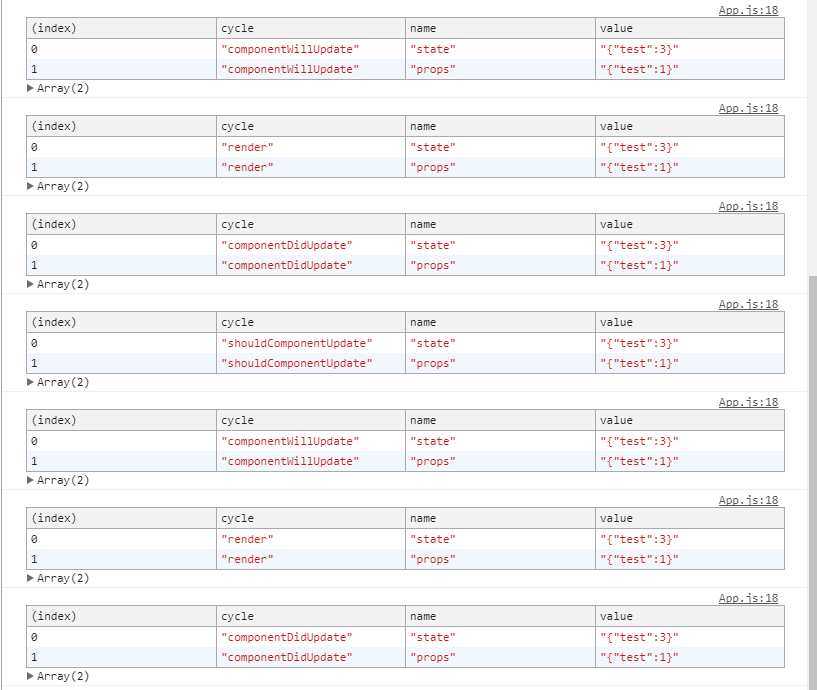 App.js:18
(index) cycle name value
0 "componentWillUpdate" "state" "{"test":3}"
1 "componentWillUpdate" "props" "{"test":1}"
▶ Array(2)
App.js:18
(index) cycle name value
0 "render" "state" "{"test":3}"
1 "render" "props" "{"test":1}"
▶ Array(2)
App.js:18
(index) cycle name value
0 "componentDidUpdate" "state" "{"test":3}"
1 "componentDidUpdate" "props" "{"test":1}"
▶ Array(2)
App.js:18
(index) cycle name value
0 "shouldComponentUpdate" "state" "{"test":3}"
1 "shouldComponentUpdate" "props" "{"test":1}"
▶ Array(2)
App.js:18
(index) cycle name value
0 "componentWillUpdate" "state" "{"test":3}"
1 "componentWillUpdate" "props" "{"test":1}"
▶ Array(2)
App.js:18
(index) cycle name value
0 "render" "state" "{"test":3}"
1 "render" "props" "{"test":1}"
▶ Array(2)
App.js:18
(index) cycle name value
0 "componentDidUpdate" "state" "{"test":3}"
1 "componentDidUpdate" "props" "{"test":1}"
▶ Array(2)